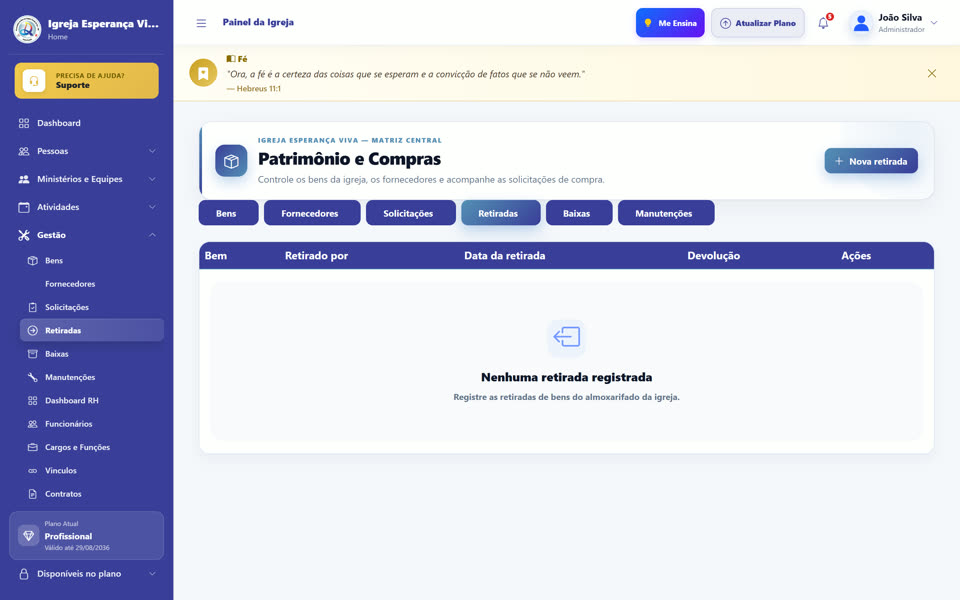 Igreja Esperança Vi...
Home
PRECISA DE AJUDA?
Suporte
Dashboard
Pessoas
Ministérios e Equipes
Atividades
Gestão
Bens
Fornecedores
Solicitações
Retiradas
Baixas
Manutenções
Dashboard RH
Funcionários
Cargos e Funções
Vínculos
Contratos
Plano Atual
Profissional
Válido até 29/08/2036
Disponíveis no plano
Painel da Igreja
Me Ensina
Atualizar Plano
5
João Silva
Administrador
Fé
"Ora, a fé é a certeza das coisas que se esperam e a convicção de fatos que se não veem."
— Hebreus 11:1
IGREJA ESPERANÇA VIVA — MATRIZ CENTRAL
Patrimônio e Compras
Controle os bens da igreja, os fornecedores e acompanhe as solicitações de compra.
+ Nova retirada
Bens Fornecedores Solicitações Retiradas Baixas Manutenções
Bem Retirado por Data da retirada Devolução Ações
Nenhuma retirada registrada
Registre as retiradas de bens do almoxarifado da igreja.